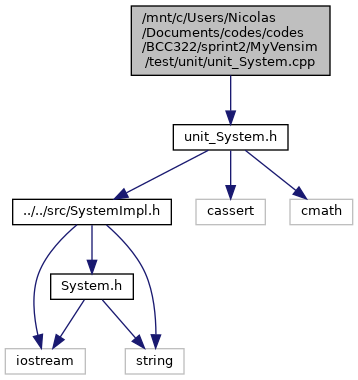 /mnt/c/Users/Nicolas
/Documents/codes/codes
/BCC322/sprint2/MyVensim
/test/unit/unit_System.cpp
unit_System.h
../../src/SystemImpl.h
cassert
cmath
System.h
iostream
string